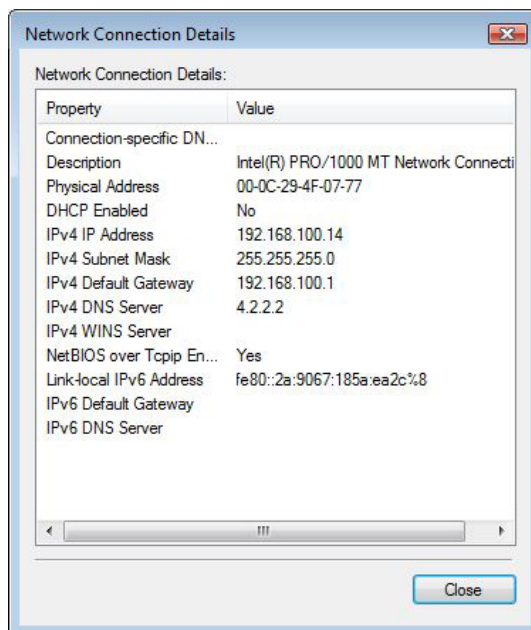 Network Connection Details
Network Connection Details:
Property Value
Connection-specific DN...
Description Intel(R) PRO/1000 MT Network Connecti
Physical Address 00-0C-29-4F-07-77
DHCP Enabled No
IPv4 IP Address 192.168.100.14
IPv4 Subnet Mask 255.255.255.0
IPv4 Default Gateway 192.168.100.1
IPv4 DNS Server 4.2.2.2
IPv4 WINS Server
NetBIOS over Tcpip En... Yes
Link-local IPv6 Address fe80::2a:9067:185a:ea2c%8
IPv6 Default Gateway
IPv6 DNS Server
Close